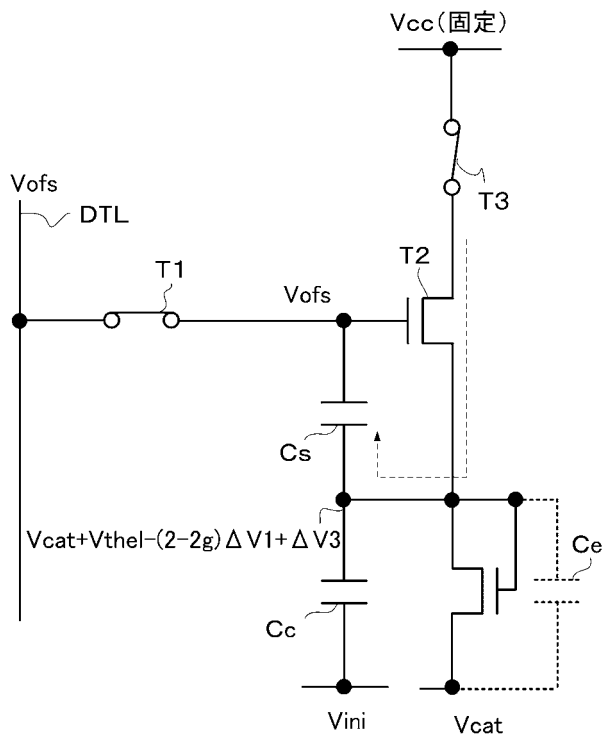 Vcc(固定)
T3
Vofs
DTL
T1
Vofs
T2
Cs
Vcat+Vthel-(2-2g)ΔV1+ΔV3
Ce
Cc
Vini
Vcat